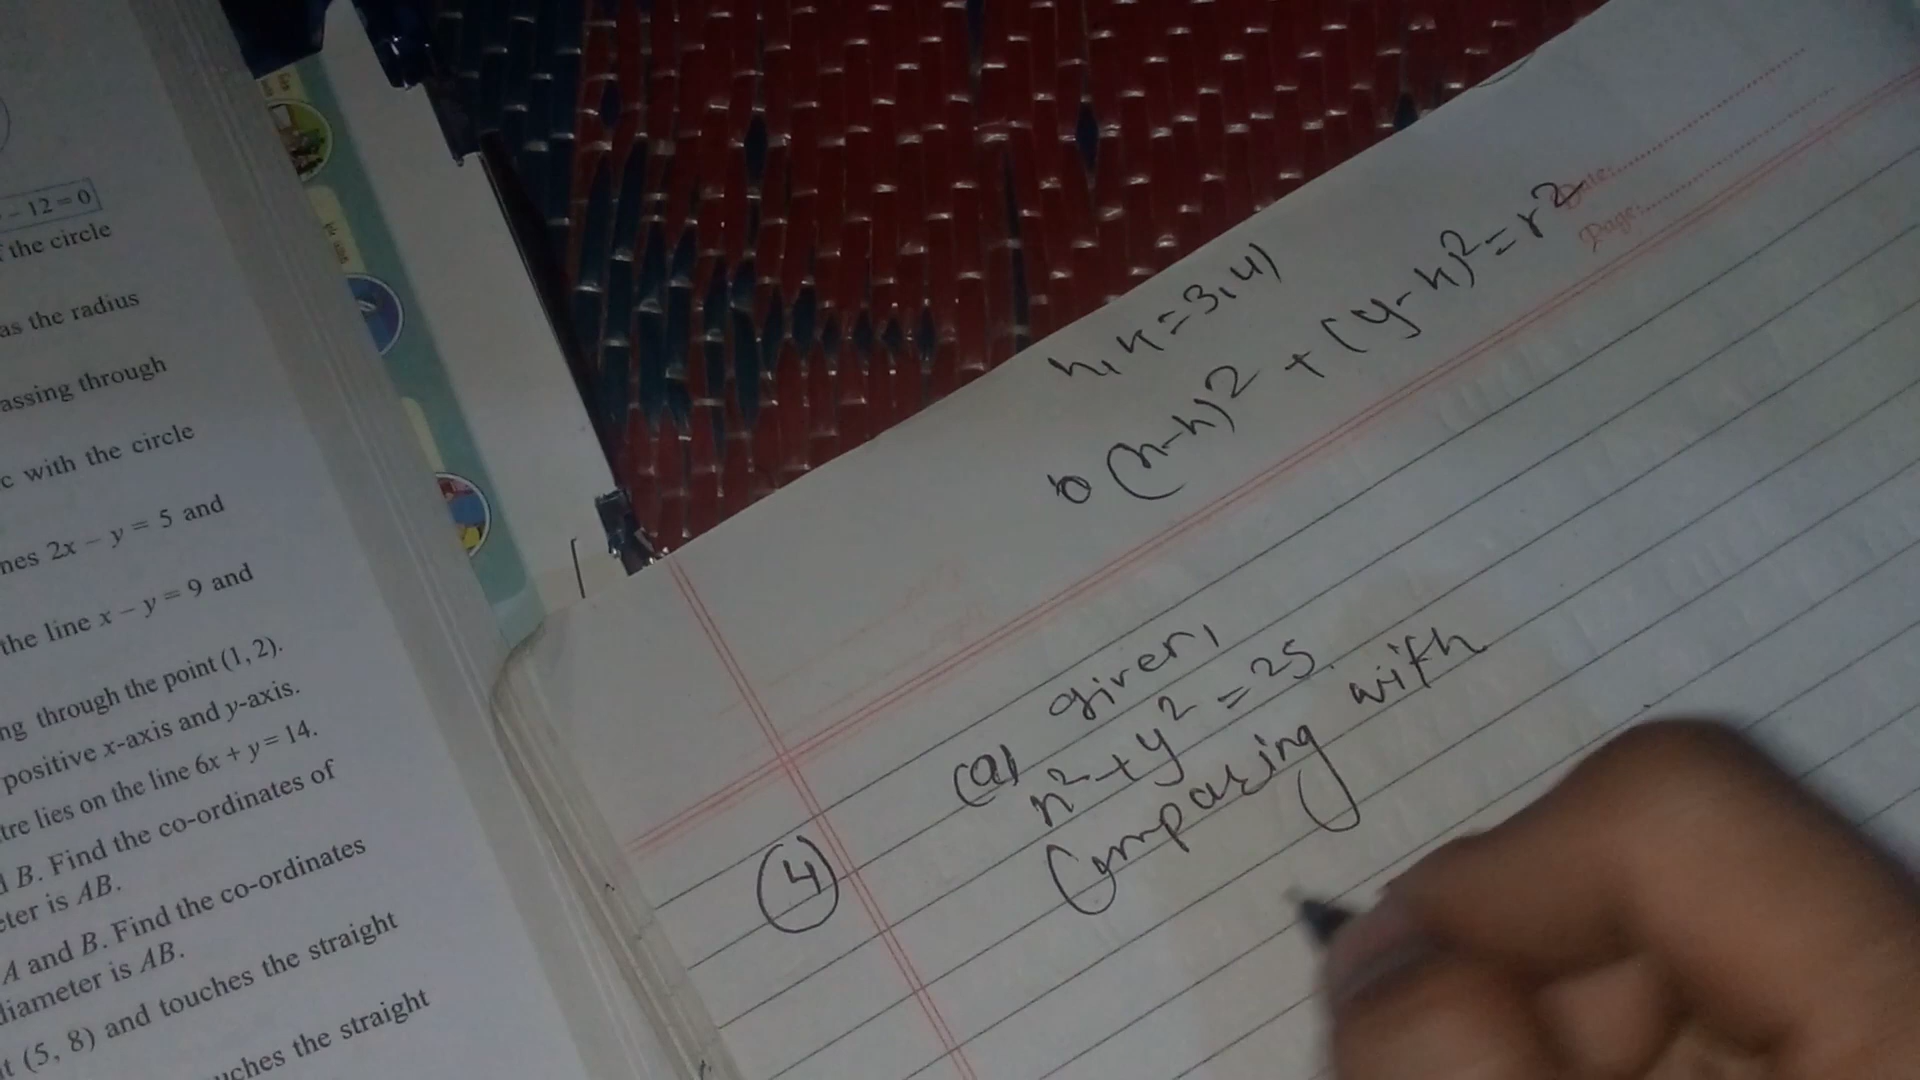 - 12 = 0
the circle
as the radius
assing through
c with the circle
nes 2x - y = 5 and
the line x - y = 9 and
ng through the point (1, 2).
positive x-axis and y-axis.
tre lies on the line 6x + y = 14.
B. Find the co-ordinates of
eter is AB.
A and B. Find the co-ordinates
diameter is AB.
t (5, 8) and touches the straight
uches the straight
Date:
Page:
h, k = 3, 4)
(x-h)2 + (y-k)2 = r2
4
(a) given,
x2 + y2 = 25
Comparing with